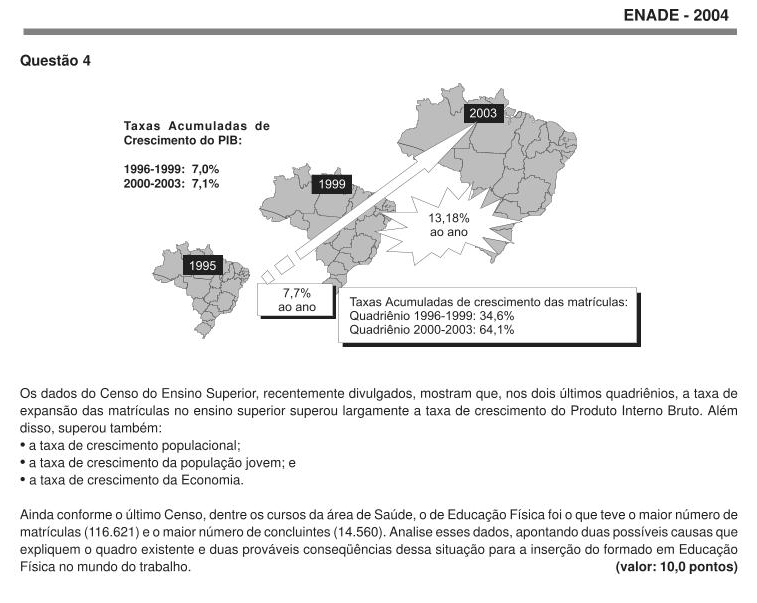 ENADE - 2004
Questão 4
Taxas Acumuladas de
Crescimento do PIB:
1996-1999: 7,0%
2000-2003: 7,1%
2003
1999
1995
13,18%
ao ano
7,7%
ao ano
Taxas Acumuladas de crescimento das matrículas:
Quadriênio 1996-1999: 34,6%
Quadriênio 2000-2003: 64,1%
Os dados do Censo do Ensino Superior, recentemente divulgados, mostram que, nos dois últimos quadriênios, a taxa de
expansão das matrículas no ensino superior superou largamente a taxa de crescimento do Produto Interno Bruto. Além
disso, superou também:
• a taxa de crescimento populacional;
• a taxa de crescimento da população jovem; e
• a taxa de crescimento da Economia.
Ainda conforme o último Censo, dentre os cursos da área de Saúde, o de Educação Física foi o que teve o maior número de
matrículas (116.621) e o maior número de concluintes (14.560). Analise esses dados, apontando duas possíveis causas que
expliquem o quadro existente e duas prováveis conseqüências dessa situação para a inserção do formado em Educação
Física no mundo do trabalho. (valor: 10,0 pontos)